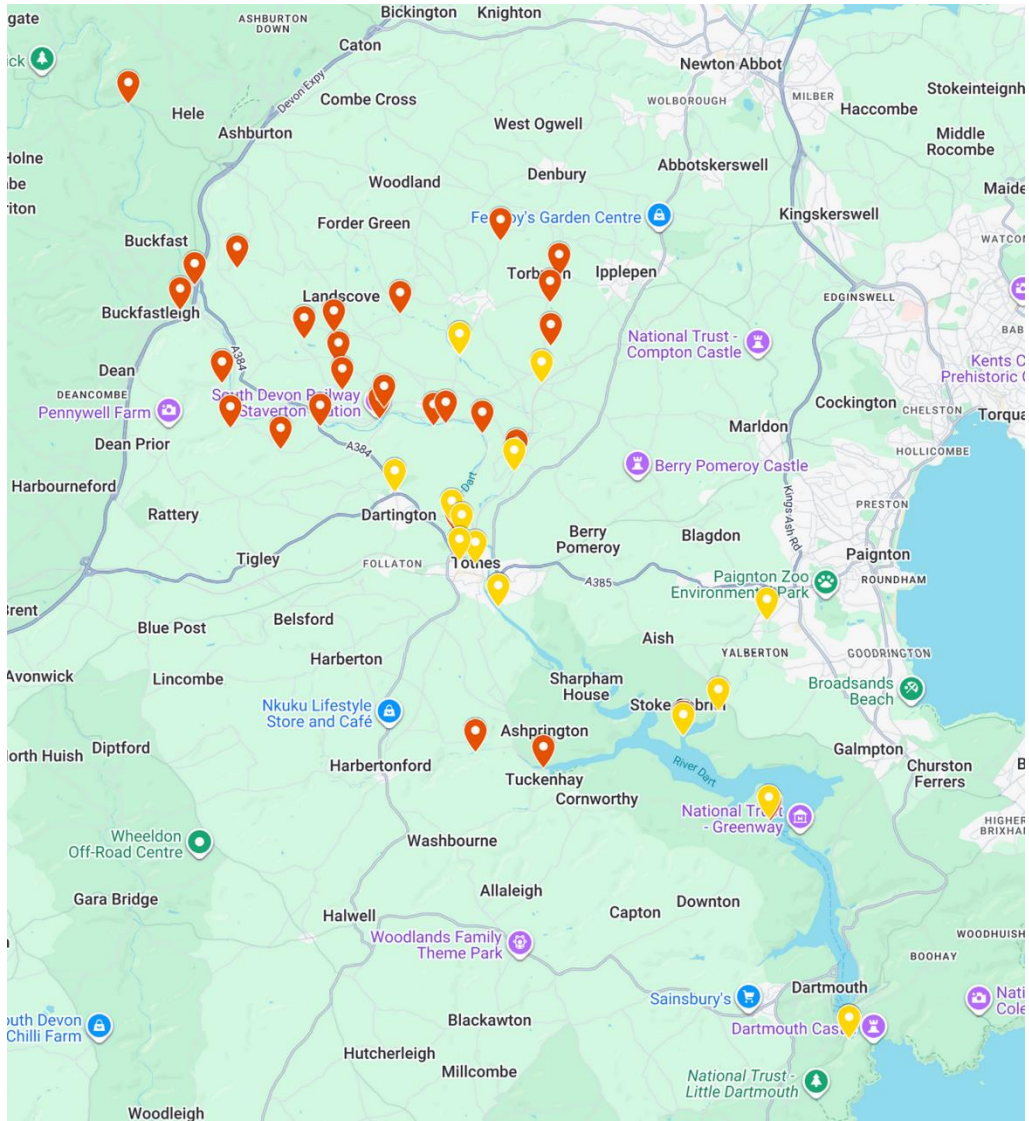 gate
ASHBURTON
DOWN
Bickington
Knighton
Caton
Newton Abbot
ick
Devon Expy
Combe Cross
WOLBOROUGH
MILBER
Haccombe
Stokeinteignh
Hele
Ashburton
West Ogwell
Middle
Rocombe
Holne
Abbotskerswell
be
Woodland
Denbury
Maide
riton
Forder Green
Kingskerswell
Buckfast
's Garden Centre
WATCOM
Ipplepen
Landscove
EDGINSWELL
Buckfastleigh
BAB
National Trust -
Compton Castle
A384
Kents C
Prehistoric C
Dean
DEANCOMBE
Pennywell Farm
South Devon Railway
Staverton Station
Cockington
CHELSTON
Torqua
Marldon
Dean Prior
A384
HOLLICOMBE
Berry Pomeroy Castle
Harbourneford
Dart
Kings Ash Rd
PRESTON
Rattery
Dartington
Berry
Pomeroy
Blagdon
Paignton
Tigley
FOLLATON
Totnes
A385
Paignton Zoo
Environmental Park
ROUNDHAM
Brent
Blue Post
Belsford
Aish
YALBERTON
GOODRINGTON
Harberton
Avonwick
Lincombe
Sharpham
House
Broadsands
Beach
Nkuku Lifestyle
Store and Café
Stoke Gabriel
Ashprington
North Huish
Diptford
Galmpton
Harbertonford
Tuckenhay
River Dart
Churston
Ferrers
B
Cornworthy
National Trust
- Greenway
HIGHER
BRIXHAM
Wheeldon
Off-Road Centre
Washbourne
Gara Bridge
Allaleigh
Downton
Capton
Halwell
WOODHUISH
Woodlands Family
Theme Park
BOOHAY
Sainsbury's
Dartmouth
Nati
Cole
South Devon
Chilli Farm
Blackawton
Dartmouth Castle
Hutcherleigh
Millcombe
National Trust -
Little Dartmouth
Woodleigh